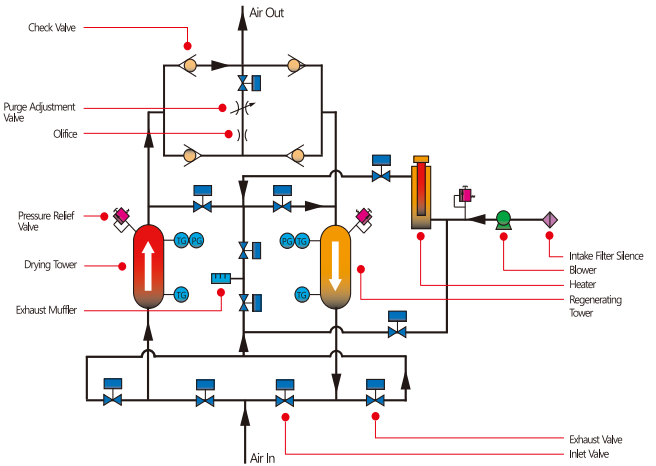 Air Out
Check Valve
Purge Adjustment
Valve
Olifice
Pressure Relief
Valve
TG PG
PG TG
Drying Tower
TG
TG
Exhaust Muffler
Intake Filter Silence
Blower
Heater
Regenerating
Tower
Exhaust Valve
Inlet Valve
Air In